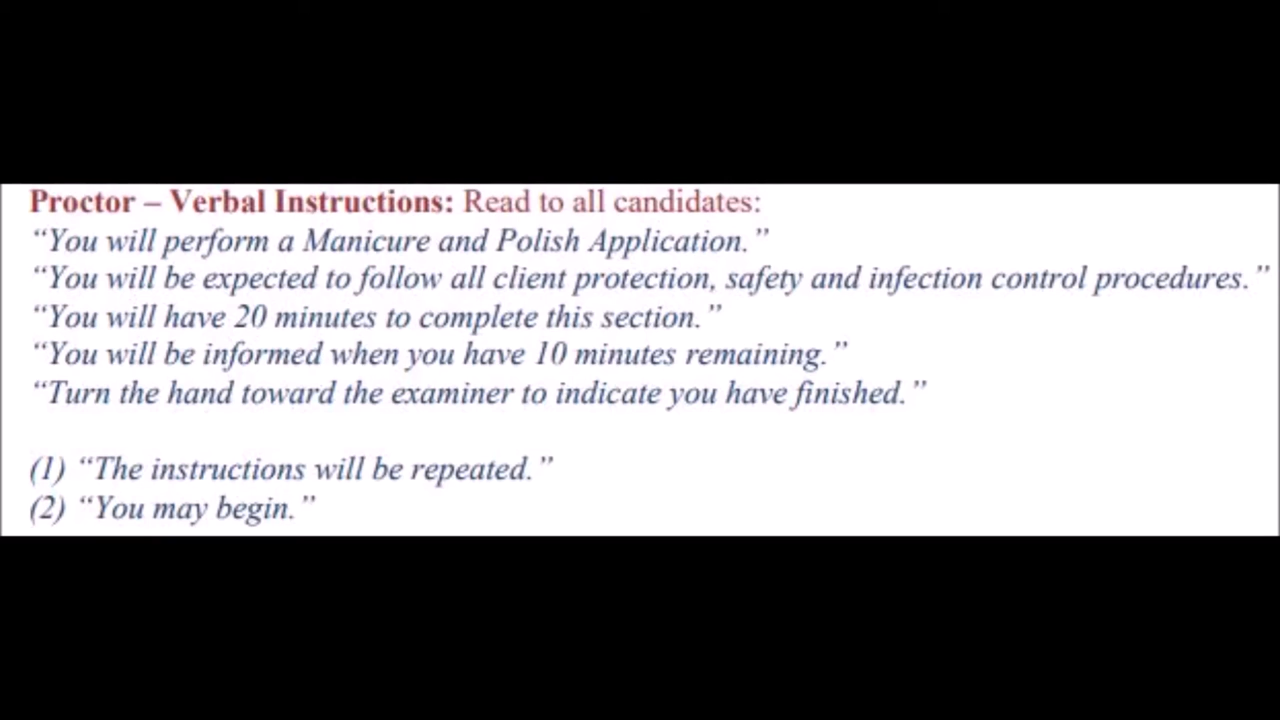 Proctor – Verbal Instructions: Read to all candidates:
“You will perform a Manicure and Polish Application.”
“You will be expected to follow all client protection, safety and infection control procedures.”
“You will have 20 minutes to complete this section.”
“You will be informed when you have 10 minutes remaining.”
“Turn the hand toward the examiner to indicate you have finished.”
(1) “The instructions will be repeated.”
(2) “You may begin.”